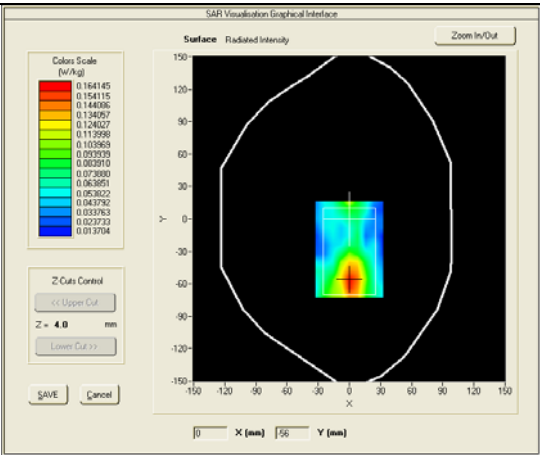 SAR Visualisation Graphical Interface
Surface Radiated Intensity
Zoom In/Out
Colors Scale
(W/kg)
0.164145
0.154115
0.144086
0.134057
0.124027
0.113998
0.103969
0.093939
0.083910
0.073880
0.063851
0.053822
0.043792
0.033763
0.023733
0.013704
150
120
90
60
30
0
-30
-60
-90
-120
-150
Y
-150 -120 -90 -60 -30 0 30 60 90 120 150
X
Z-Cuts Control
<< Upper Cut
Z = 4.0 mm
Lower Cut >>
SAVE Cancel
0 X (mm) -56 Y (mm)